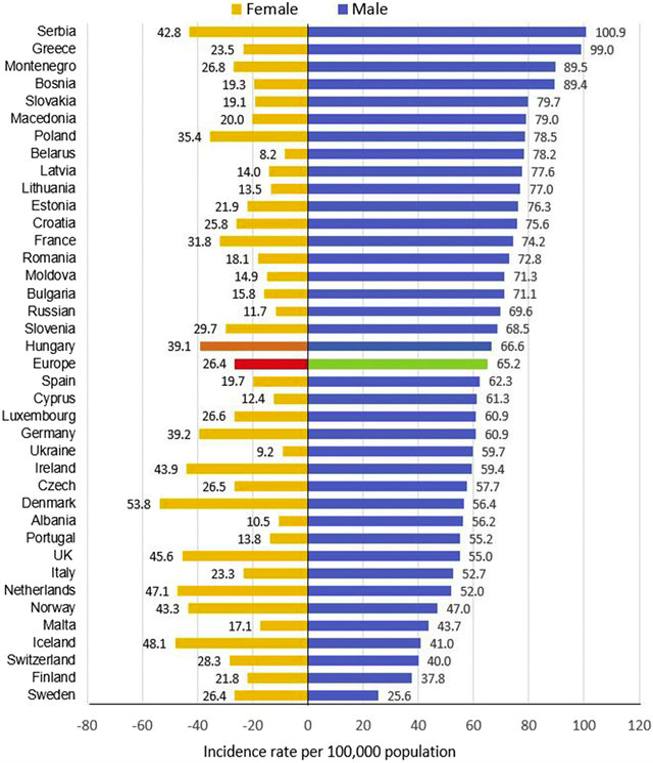 Female Male
Serbia 42.8 100.9
Greece 23.5 99.0
Montenegro 26.8 89.5
Bosnia 19.3 89.4
Slovakia 19.1 79.7
Macedonia 20.0 79.0
Poland 35.4 78.5
Belarus 8.2 78.2
Latvia 14.0 77.6
Lithuania 13.5 77.0
Estonia 21.9 76.3
Croatia 25.8 75.6
France 31.8 74.2
Romania 18.1 72.8
Moldova 14.9 71.3
Bulgaria 15.8 71.1
Russian 11.7 69.6
Slovenia 29.7 68.5
Hungary 39.1 66.6
Europe 26.4 65.2
Spain 19.7 62.3
Cyprus 12.4 61.3
Luxembourg 26.6 60.9
Germany 39.2 60.9
Ukraine 9.2 59.7
Ireland 43.9 59.4
Czech 26.5 57.7
Denmark 53.8 56.4
Albania 10.5 56.2
Portugal 13.8 55.2
UK 45.6 55.0
Italy 23.3 52.7
Netherlands 47.1 52.0
Norway 43.3 47.0
Malta 17.1 43.7
Iceland 48.1 41.0
Switzerland 28.3 40.0
Finland 21.8 37.8
Sweden 26.4 25.6
-80 -60 -40 -20 0 20 40 60 80 100 120
Incidence rate per 100,000 population